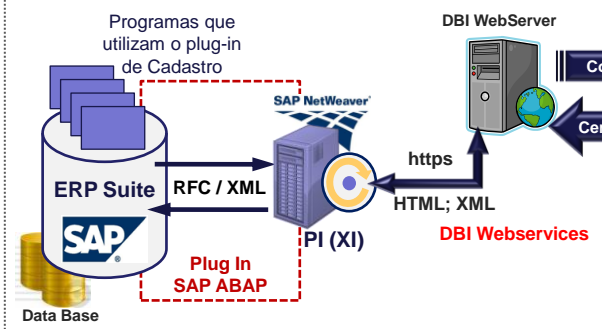 Programas que
utilizam o plug-in
de Cadastro
DBI WebServer
SAP NetWeaver
https
ERP Suite
RFC / XML
HTML; XML
SAP
PI (XI)
DBI Webservices
Plug In
SAP ABAP
Data Base